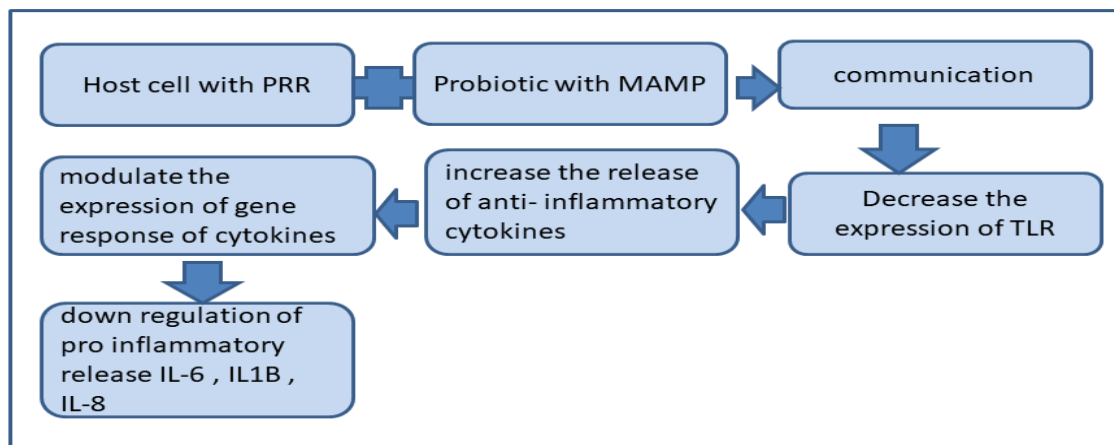 Host cell with PRR
Probiotic with MAMP
communication
Decrease the
expression of TLR
increase the release
of anti- inflammatory
cytokines
modulate the
expression of gene
response of cytokines
down regulation of
pro inflammatory
release IL-6 , IL1B ,
IL-8